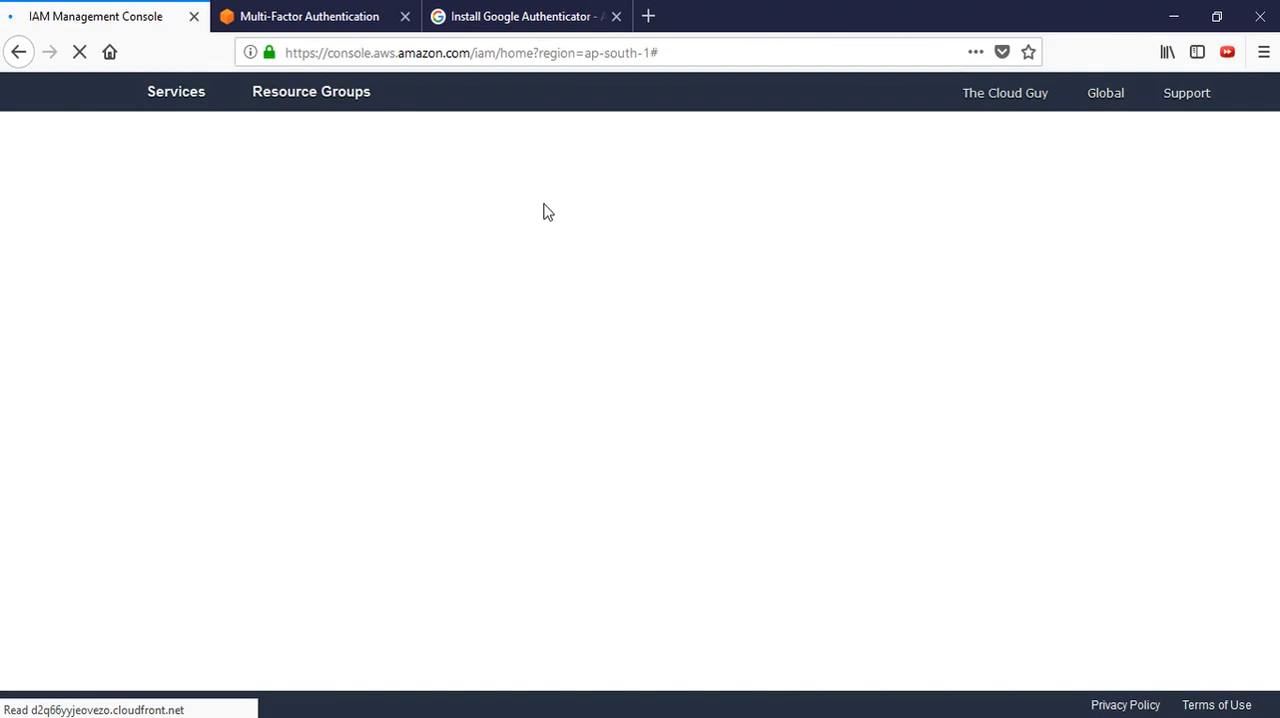 IAM Management Console
Multi-Factor Authentication
Install Google Authenticator -
https://console.aws.amazon.com/iam/home?region=ap-south-1#
Services
Resource Groups
The Cloud Guy
Global
Support
Privacy Policy
Terms of Use
Read d2q66yyjeovezo.cloudfront.net